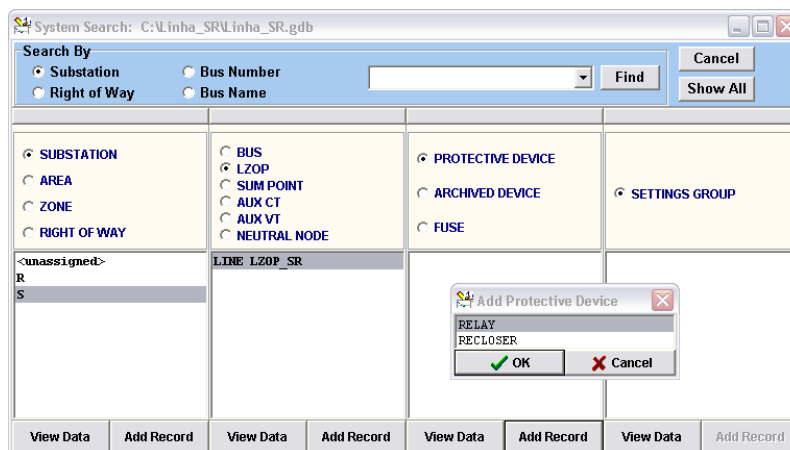 System Search: C:\Linha_SR\Linha_SR.gdb
Search By
Substation
Bus Number
Right of Way
Bus Name
Find
Cancel
Show All
SUBSTATION
AREA
ZONE
RIGHT OF WAY
BUS
LZOP
SUM POINT
AUX CT
AUX VT
NEUTRAL NODE
PROTECTIVE DEVICE
ARCHIVED DEVICE
FUSE
SETTINGS GROUP
<unassigned>
R
S
LINE LZOP_SR
Add Protective Device
RELAY
RECLOSER
OK
Cancel
View Data
Add Record
View Data
Add Record
View Data
Add Record
View Data
Add Record